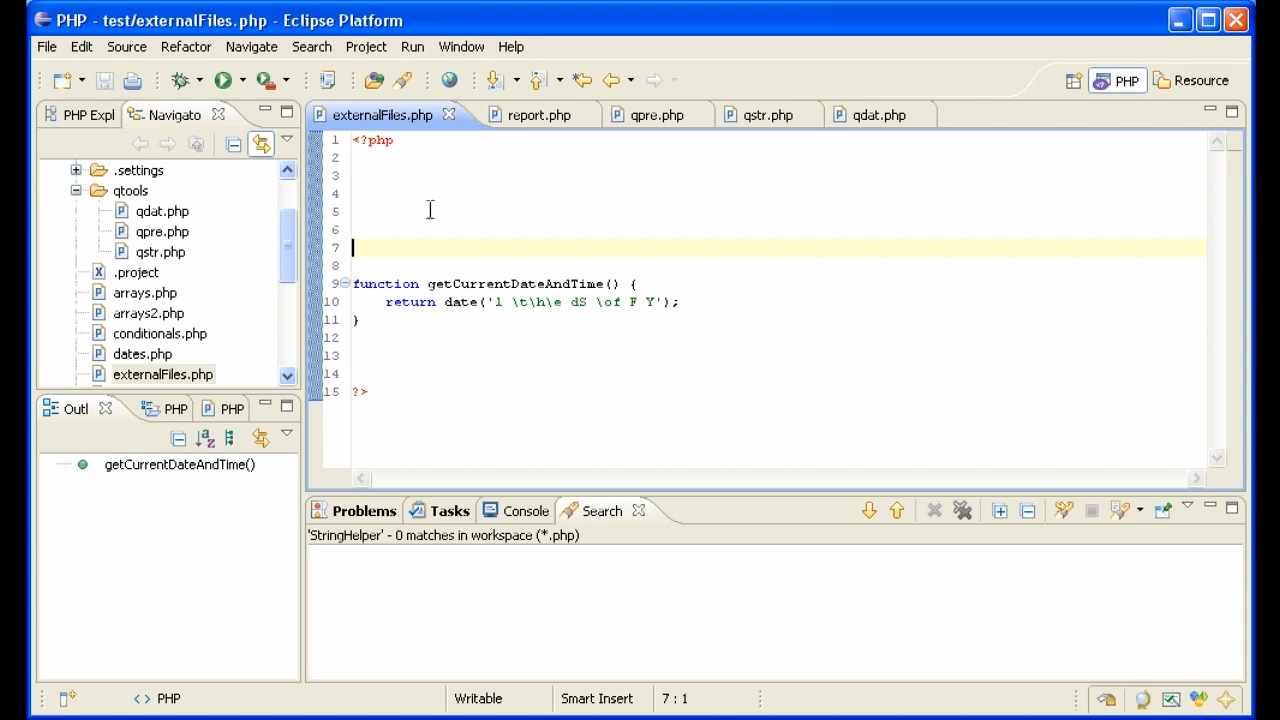 PHP - test/externalFiles.php - Eclipse Platform
File Edit Source Refactor Navigate Search Project Run Window Help
PHP Resource
PHP Expl Navigato
externalFiles.php report.php qpre.php qstr.php qdat.php
.settings
qtools
qdat.php
qpre.php
qstr.php
.project
arrays.php
arrays2.php
conditionals.php
dates.php
externalFiles.php
1 <?php
2
3
4
5
6
7
8
9 function getCurrentDateAndTime() {
10 return date('l \t\h\e dS \of F Y');
11 }
12
13
14
15 ?>
Outl PHP PHP
getCurrentDateAndTime()
Problems Tasks Console Search
'StringHelper' - 0 matches in workspace (*.php)
<> PHP Writable Smart Insert 7 : 1